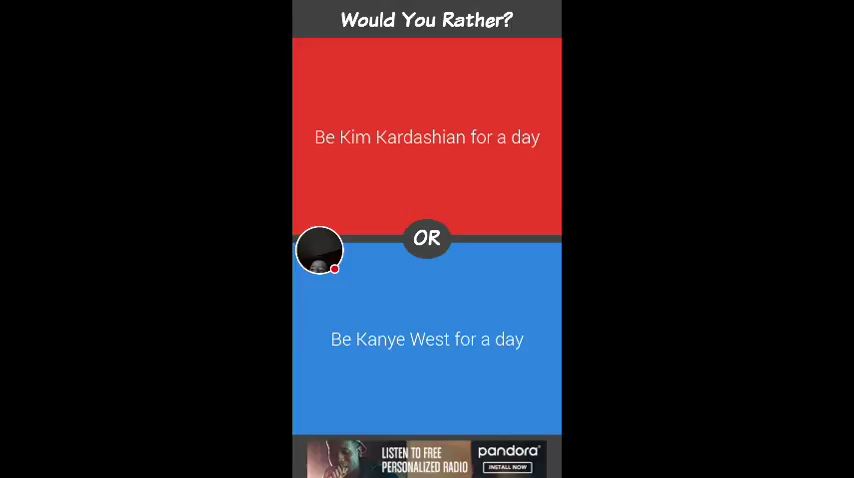 Would You Rather?
Be Kim Kardashian for a day
OR
Be Kanye West for a day
LISTEN TO FREE
PERSONALIZED RADIO
pandora
INSTALL NOW